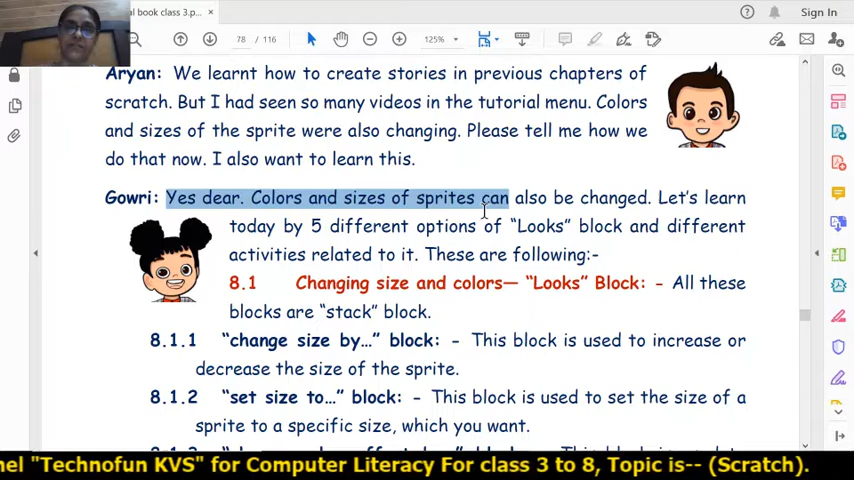 al book class 3.p... ×
Sign In
78 / 116
125%
Aryan: We learnt how to create stories in previous chapters of
scratch. But I had seen so many videos in the tutorial menu. Colors
and sizes of the sprite were also changing. Please tell me how we
do that now. I also want to learn this.
Gowri: Yes dear. Colors and sizes of sprites can also be changed. Let's learn
today by 5 different options of “Looks” block and different
activities related to it. These are following:-
8.1 Changing size and colors— “Looks” Block: - All these
blocks are “stack” block.
8.1.1 “change size by...” block: - This block is used to increase or
decrease the size of the sprite.
8.1.2 “set size to...” block: - This block is used to set the size of a
sprite to a specific size, which you want.
nel "Technofun KVS" for Computer Literacy For class 3 to 8, Topic is-- (Scratch).